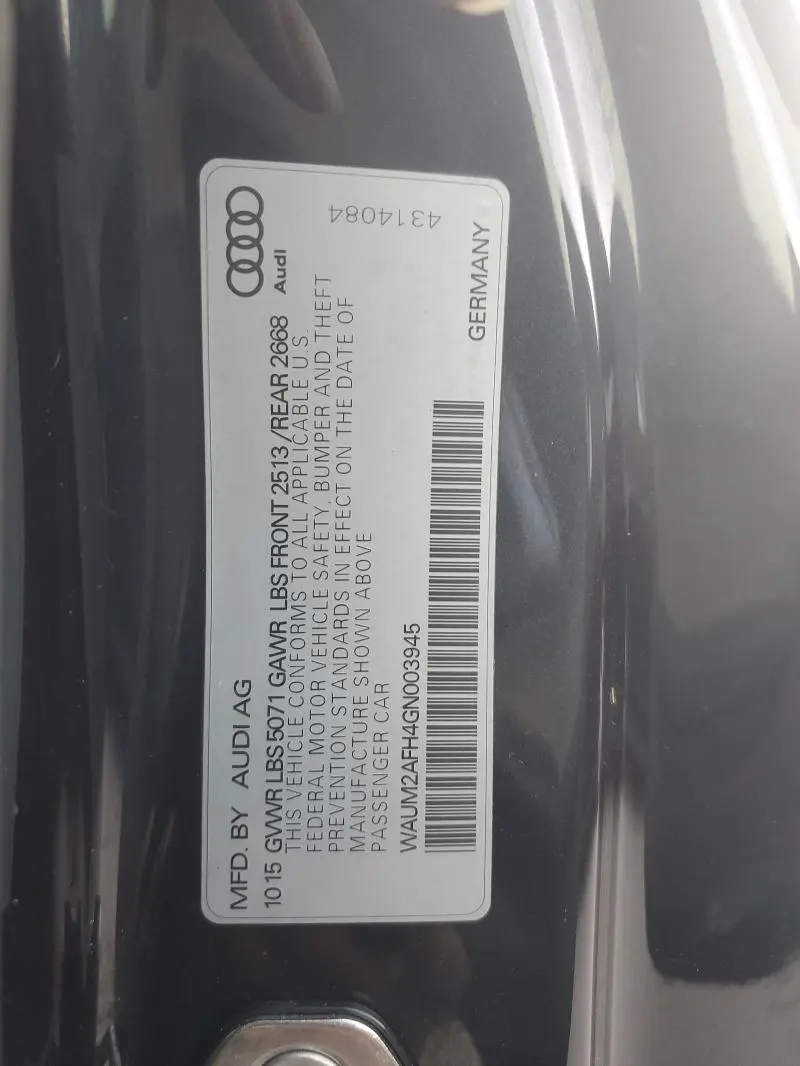 MFD. BY AUDI AG
Audi
10 15 GVWR LBS 5071 GAWR LBS FRONT 2513 /REAR 2668
THIS VEHICLE CONFORMS TO ALL APPLICABLE U.S.
FEDERAL MOTOR VEHICLE SAFETY, BUMPER AND THEFT
PREVENTION STANDARDS IN EFFECT ON THE DATE OF
MANUFACTURE SHOWN ABOVE
PASSENGER CAR
4314084
WAUM2AFH4GN003945
GERMANY